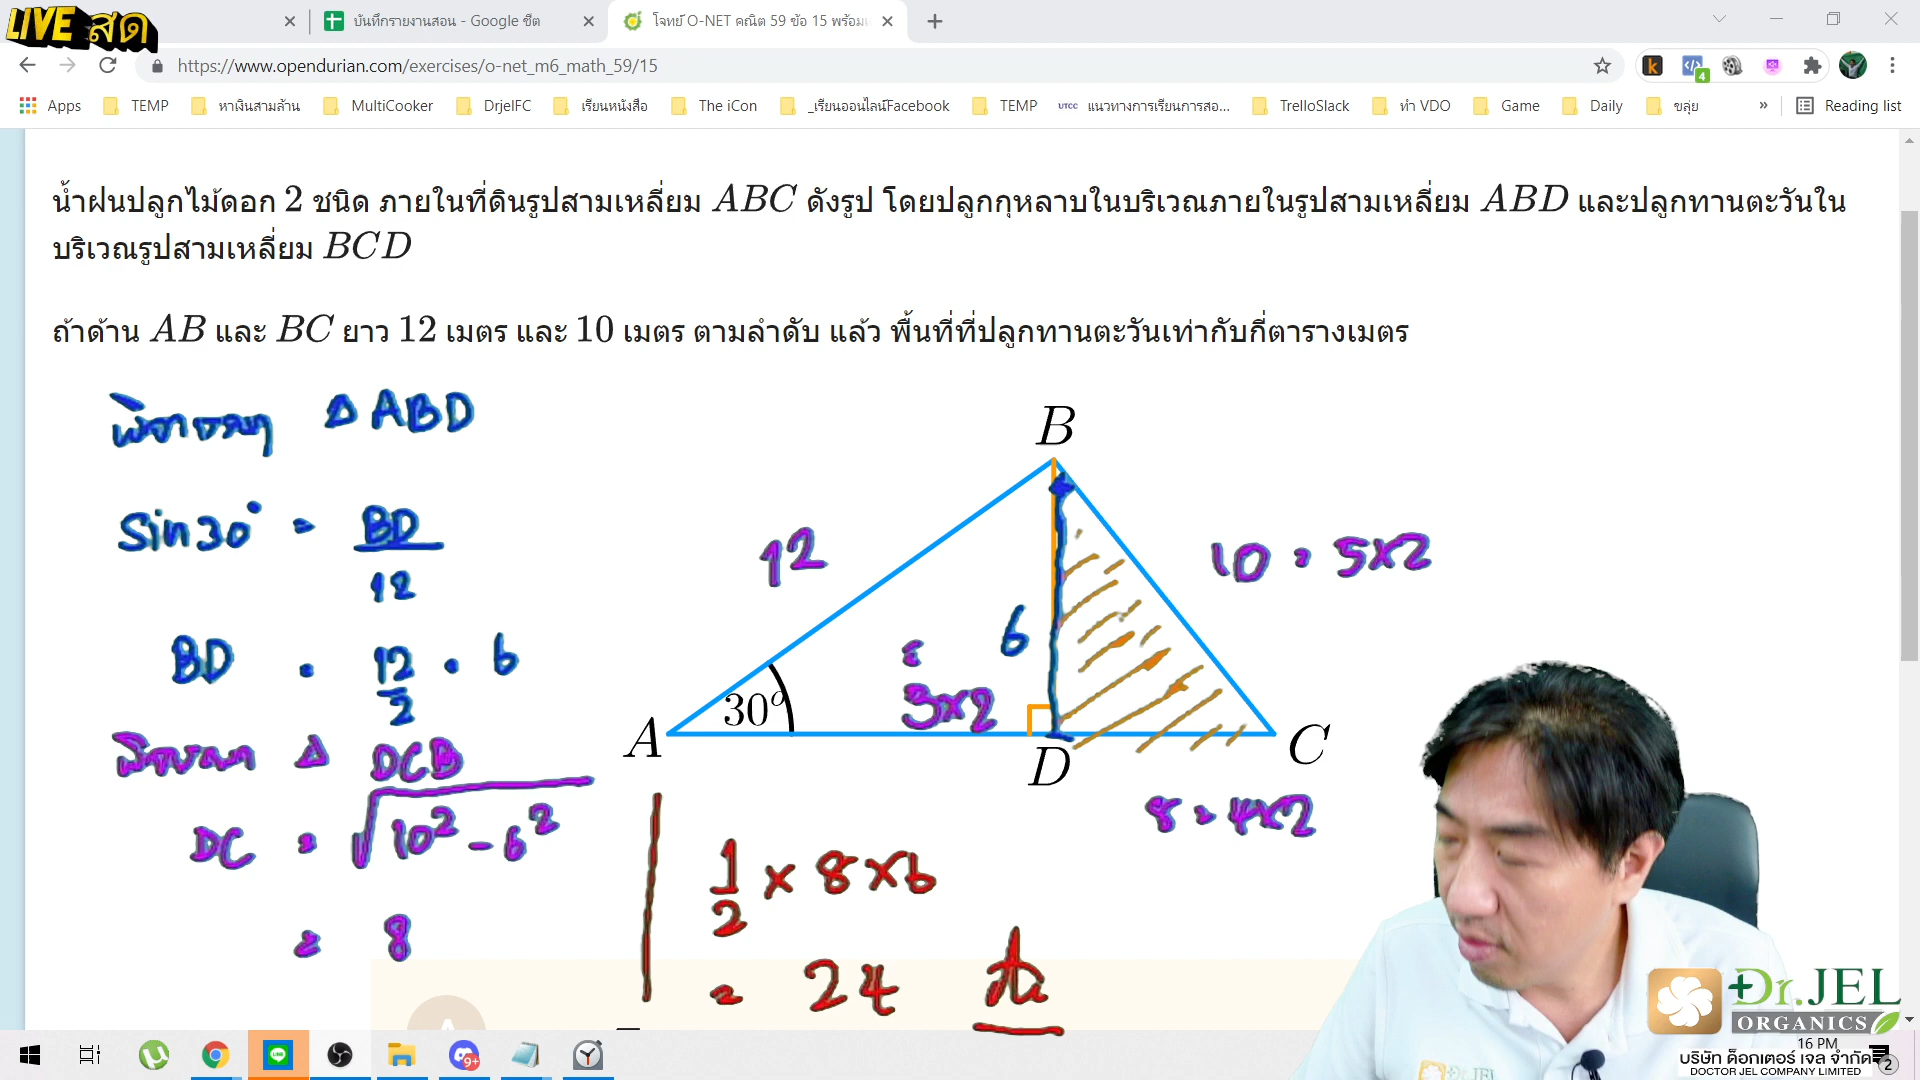 LIVE สด
บันทึกรายงานสอน - Google ชีต
โจทย์ O-NET คณิต 59 ข้อ 15 พร้อมเ
https://www.opendurian.com/exercises/o-net_m6_math_59/15
4
Apps TEMP หาเงินสามล้าน MultiCooker DrjelFC เรียนหนังสือ The iCon _เรียนออนไลน์Facebook TEMP UTCC แนวทางการเรียนการสอ... TrelloSlack ทำ VDO Game Daily ขลุ่ย » Reading list
น้ำฝนปลูกไม้ดอก 2 ชนิด ภายในที่ดินรูปสามเหลี่ยม ABC ดังรูป โดยปลูกกุหลาบในบริเวณภายในรูปสามเหลี่ยม ABD และปลูกทานตะวันใน
บริเวณรูปสามเหลี่ยม BCD
ถ้าด้าน AB และ BC ยาว 12 เมตร และ 10 เมตร ตามลำดับ แล้ว พื้นที่ที่ปลูกทานตะวันเท่ากับกี่ตารางเมตร
พิจารณา Δ ABD
sin30° = BD
12
BD = 12 = 6
2
พิจารณา Δ DCB
DC = √10² - 6²
= 8
B
12
10 = 5x2
6
3x2
30°
A
D
C
8 = 4x2
1 x 8 x 6
2
= 24
A
Dr.JEL
ORGANICS
16 PM
บริษัท ด็อกเตอร์ เจล จำกัด
DOCTOR JEL COMPANY LIMITED
9+
2